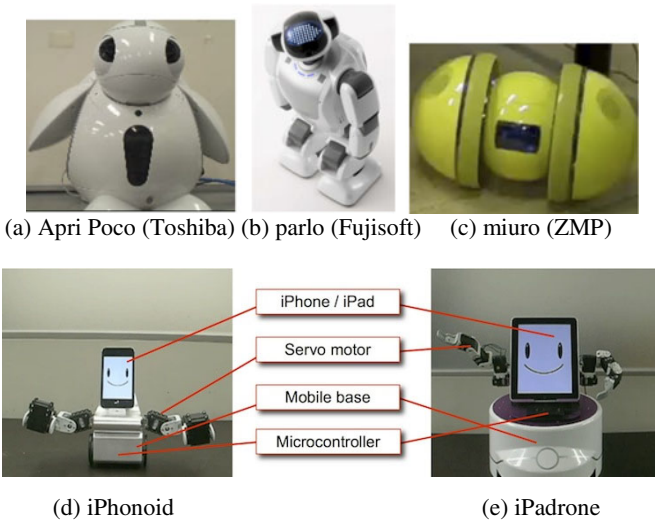 (a) Apri Poco (Toshiba) (b) parlo (Fujisoft) (c) miuro (ZMP)
iPhone / iPad
Servo motor
Mobile base
Microcontroller
(d) iPhonoid
(e) iPadrone